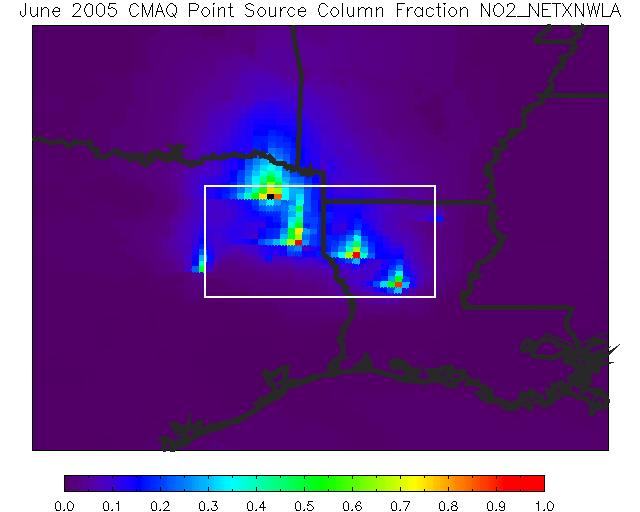 June 2005 CMAQ Point Source Column Fraction NO2_NETXNWLA
0.0 0.1 0.2 0.3 0.4 0.5 0.6 0.7 0.8 0.9 1.0